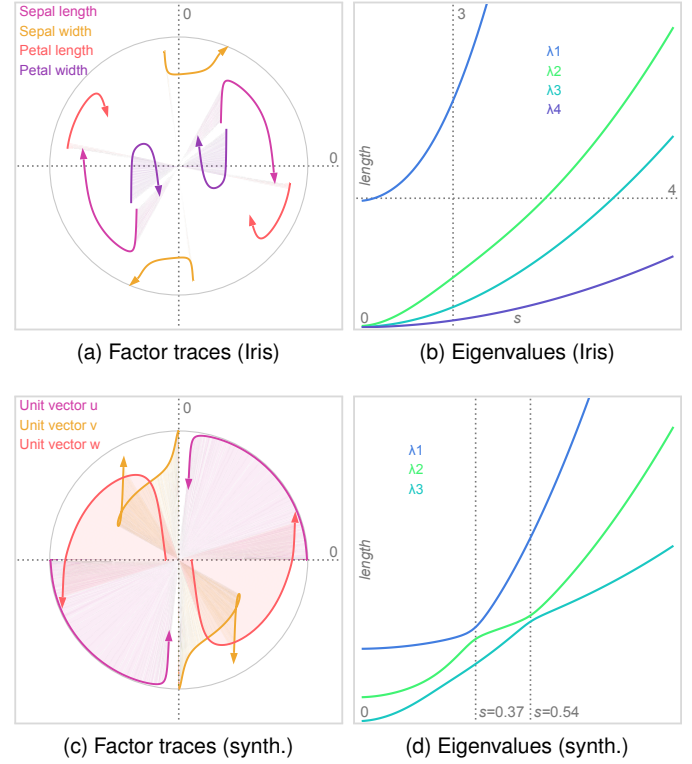 Sepal length
Sepal width
Petal length
Petal width
0
0
(a) Factor traces (Iris)
3
λ1
λ2
λ3
λ4
length
4
0
s
(b) Eigenvalues (Iris)
Unit vector u
Unit vector v
Unit vector w
0
0
(c) Factor traces (synth.)
λ1
λ2
λ3
length
0
s=0.37
s=0.54
(d) Eigenvalues (synth.)